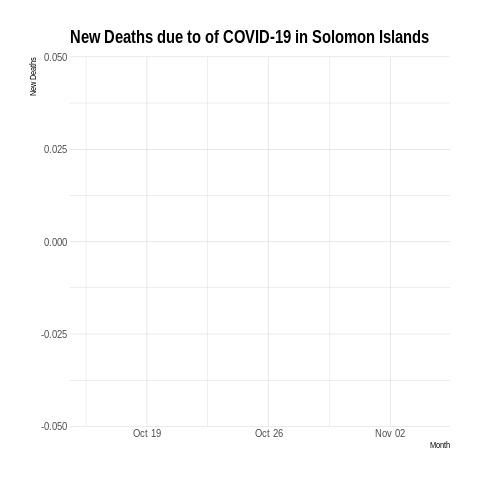 New Deaths due to of COVID-19 in Solomon Islands
New Deaths
0.050
0.025
0.000
-0.025
-0.050
Oct 19 Oct 26 Nov 02
Month